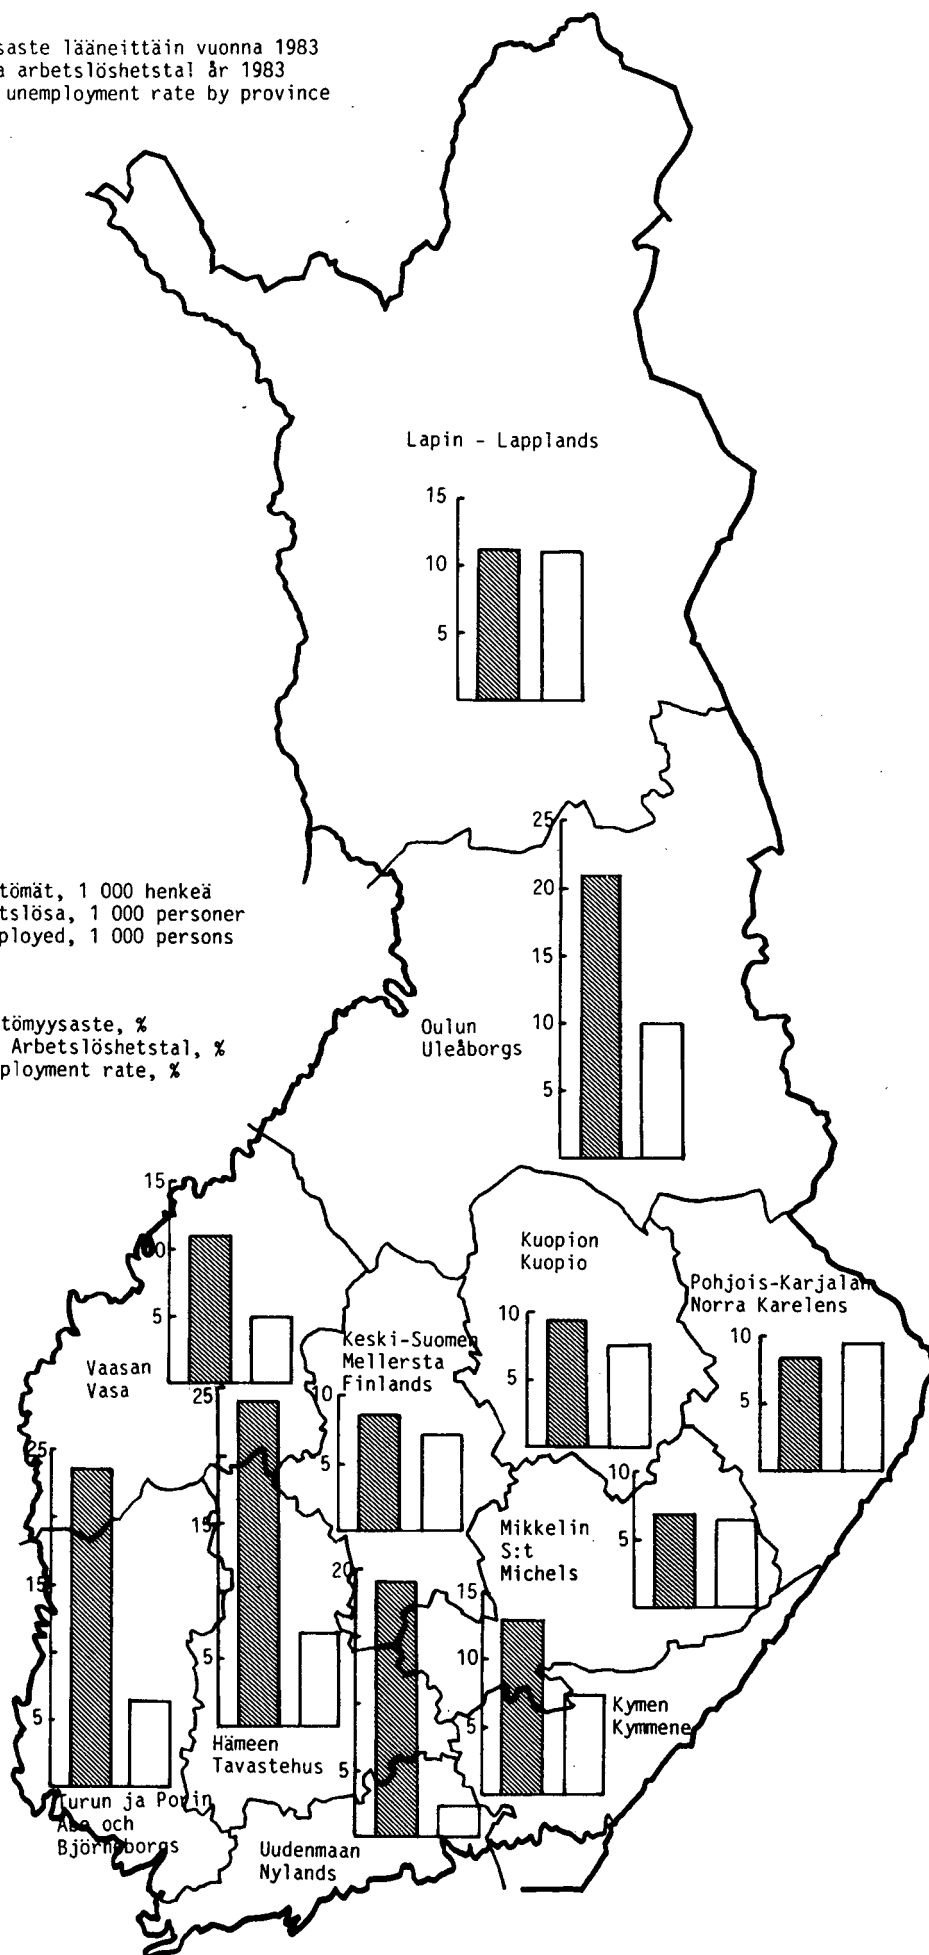 saste lääneittäin vuonna 1983
a arbetslöshetstal år 1983
unemployment rate by province
Lapin - Lapplands
15
10
5
25
20
15
10
5
tömät, 1 000 henkeä
tslösa, 1 000 personer
ployed, 1 000 persons
tömyysaste, %
Arbetslöshetstal, %
ployment rate, %
Oulun
Uleåborgs
15
10
5
Vaasan
Vasa
Kuopion
Kuopio
10
5
Pohjois-Karjalan
Norra Karelens
10
5
Keski-Suomen
Mellersta
Finlands
10
5
25
15
5
Hämeen
Tavastehus
25
15
5
Turun ja Porin
Åbo och
Björneborgs
Mikkelin
S:t
Michels
10
5
20
5
Uudenmaan
Nylands
15
10
5
Kymen
Kymmene